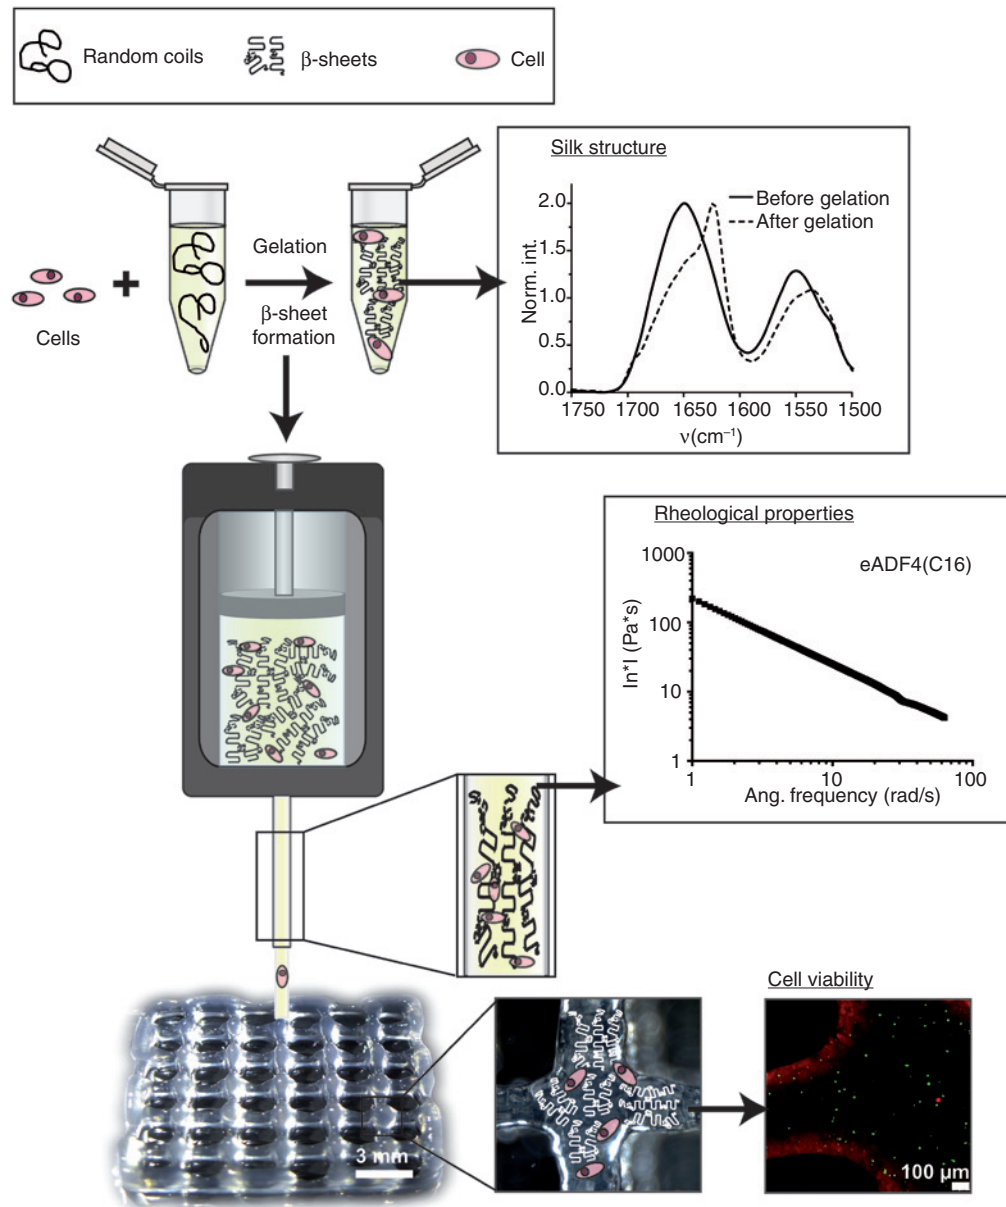 Random coils
β-sheets
Cell
Silk structure
Before gelation
After gelation
Norm. int.
2.0
1.5
1.0
0.5
0.0
1750 1700 1650 1600 1550 1500
ν(cm⁻¹)
Cells
+
Gelation
β-sheet
formation
Rheological properties
eADF4(C16)
1000
100
10
1
In*I (Pa*s)
1 10 100
Ang. frequency (rad/s)
3 mm
Cell viability
100 µm